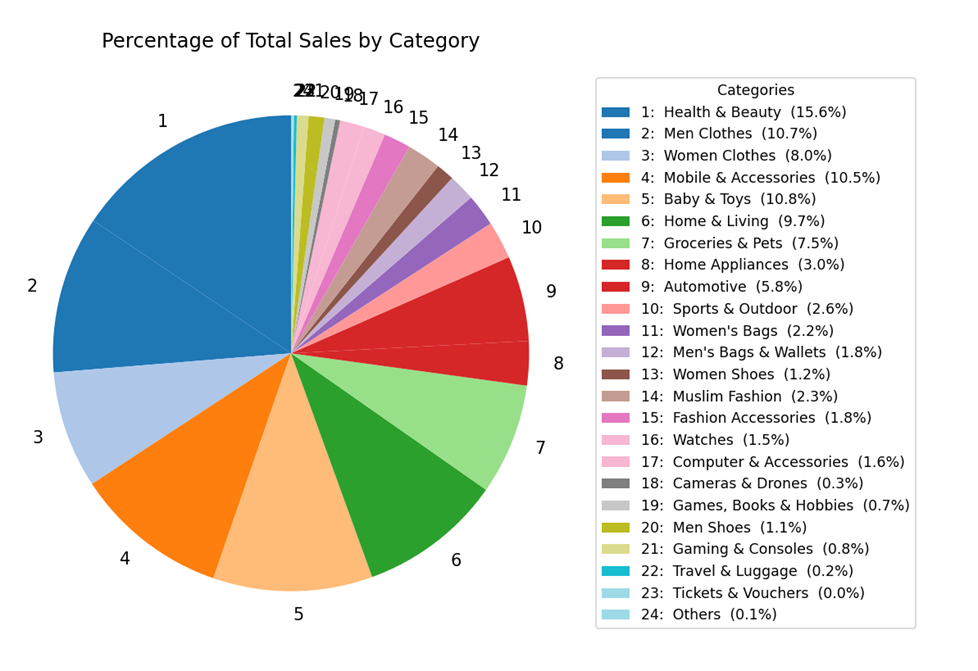 Percentage of Total Sales by Category
1
2
3
4
5
6
7
8
9
10
11
12
13
14
15
16
17
18
19
20
21
Categories
1: Health & Beauty (15.6%)
2: Men Clothes (10.7%)
3: Women Clothes (8.0%)
4: Mobile & Accessories (10.5%)
5: Baby & Toys (10.8%)
6: Home & Living (9.7%)
7: Groceries & Pets (7.5%)
8: Home Appliances (3.0%)
9: Automotive (5.8%)
10: Sports & Outdoor (2.6%)
11: Women's Bags (2.2%)
12: Men's Bags & Wallets (1.8%)
13: Women Shoes (1.2%)
14: Muslim Fashion (2.3%)
15: Fashion Accessories (1.8%)
16: Watches (1.5%)
17: Computer & Accessories (1.6%)
18: Cameras & Drones (0.3%)
19: Games, Books & Hobbies (0.7%)
20: Men Shoes (1.1%)
21: Gaming & Consoles (0.8%)
22: Travel & Luggage (0.2%)
23: Tickets & Vouchers (0.0%)
24: Others (0.1%)